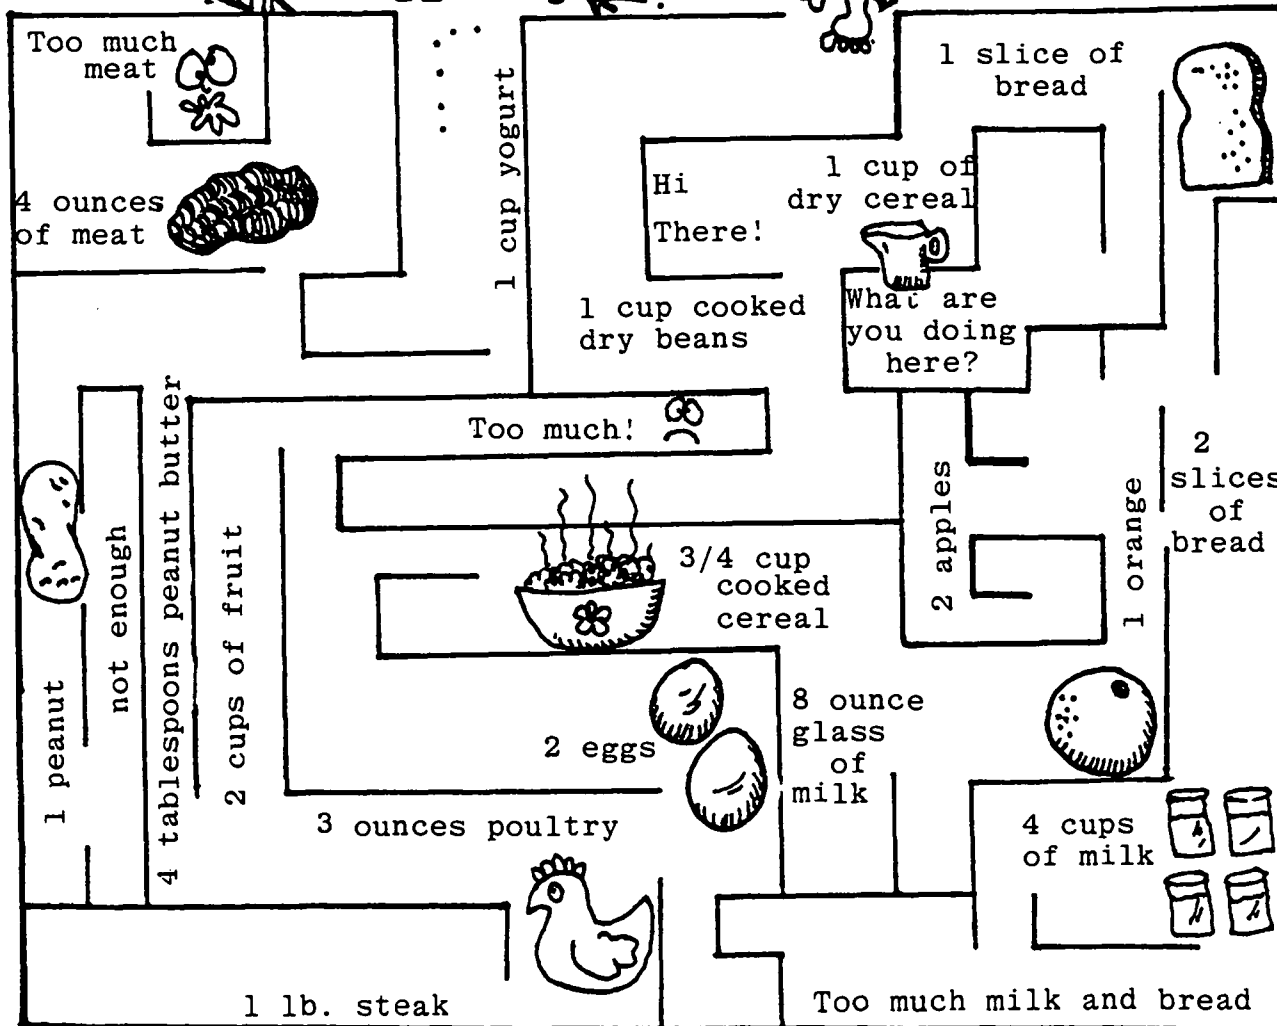 Too much
meat
1 slice of
bread
1 cup yogurt
Hi
There!
1 cup of
dry cereal
4 ounces
of meat
1 cup cooked
dry beans
What are
you doing
here?
Too much!
2
slices
of
bread
4 tablespoons peanut butter
not enough
2 cups of fruit
2 apples
1 orange
3/4 cup
cooked
cereal
1 peanut
2 eggs
8 ounce
glass
of
milk
3 ounces poultry
4 cups
of milk
1 lb. steak
Too much milk and bread